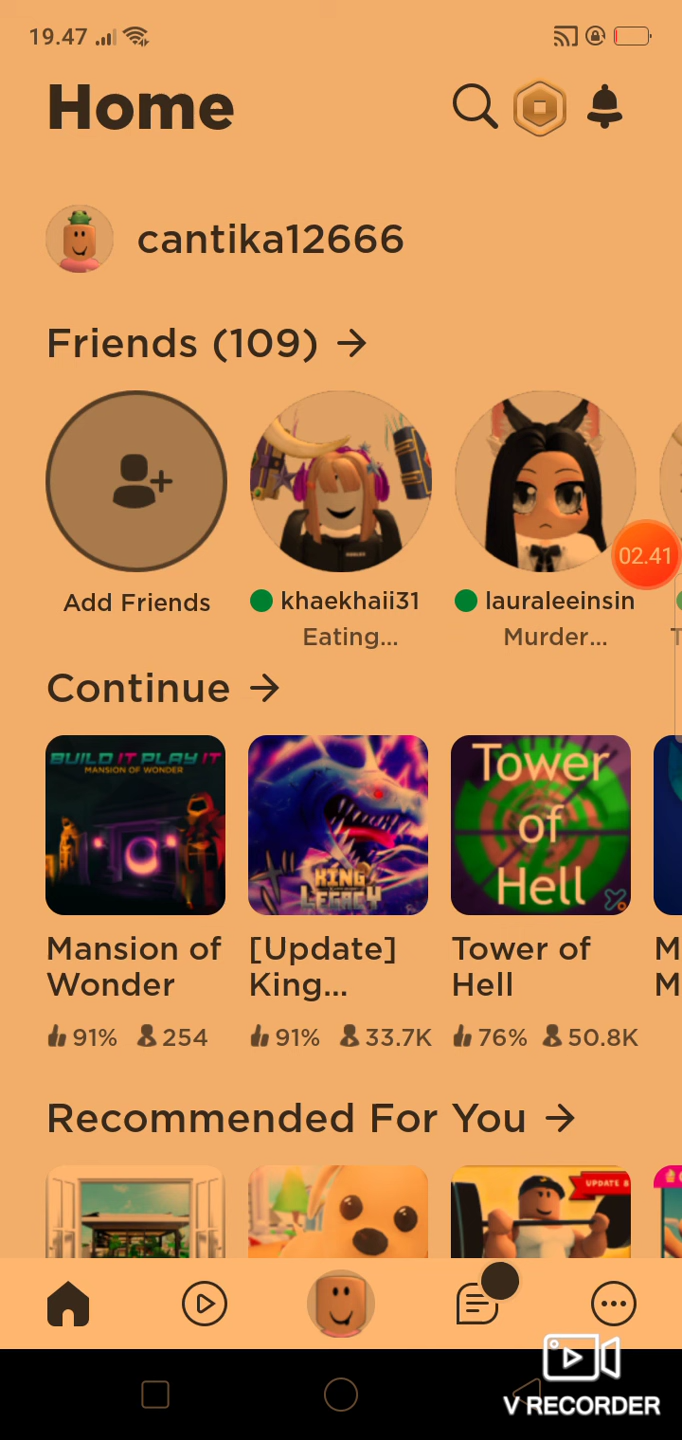 19.47
Home
cantika12666
Friends (109)
Add Friends
khaekhaii31
lauraleeinsin
Eating...
Murder...
02.41
Continue
BUILD IT PLAY IT
MANSION OF WONDER
KING
LEGACY
Tower
of
Hell
Mansion of
Wonder
[Update]
King...
Tower of
Hell
M
M
91%
254
91%
33.7K
76%
50.8K
Recommended For You
UPDATE 8
V RECORDER